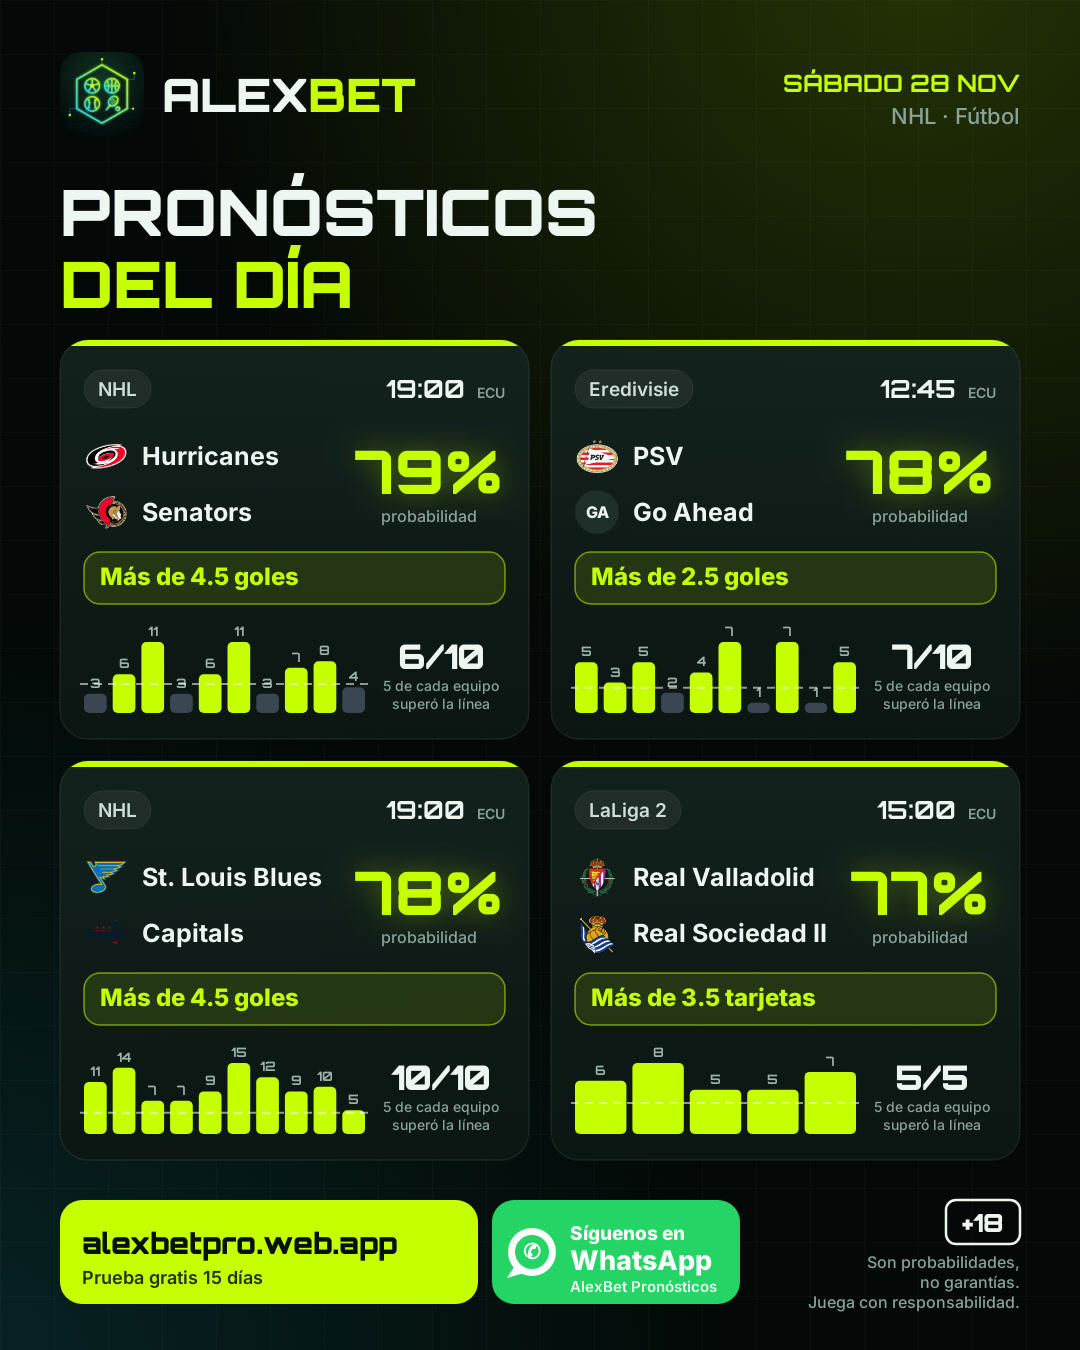 ALEXBET
SÁBADO 28 NOV
NHL · Fútbol
PRONÓSTICOS
DEL DÍA
NHL
19:00 ECU
Hurricanes
Senators
79%
probabilidad
Más de 4.5 goles
3 6 11 3 6 11 3 7 8 4
6/10
5 de cada equipo
superó la línea
Eredivisie
12:45 ECU
PSV
PSV
GA
Go Ahead
78%
probabilidad
Más de 2.5 goles
5 3 5 2 4 7 1 7 1 5
7/10
5 de cada equipo
superó la línea
NHL
19:00 ECU
St. Louis Blues
Capitals
78%
probabilidad
Más de 4.5 goles
11 14 7 7 9 15 12 9 10 5
10/10
5 de cada equipo
superó la línea
LaLiga 2
15:00 ECU
Real Valladolid
Real Sociedad II
77%
probabilidad
Más de 3.5 tarjetas
6 8 5 5 7
5/5
5 de cada equipo
superó la línea
alexbetpro.web.app
Prueba gratis 15 días
Síguenos en
WhatsApp
AlexBet Pronósticos
+18
Son probabilidades,
no garantías.
Juega con responsabilidad.